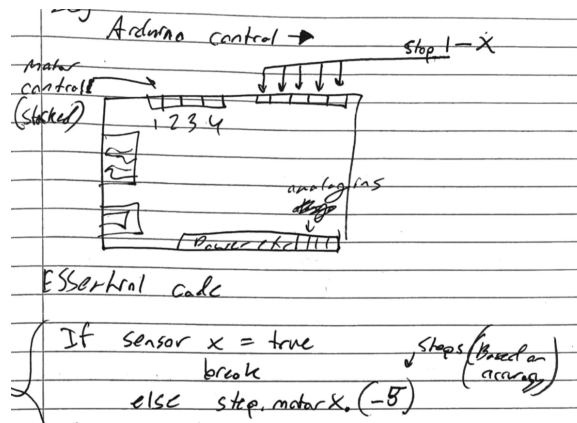 Arduino control →
stop 1 - X
Motor
control
(stacked)
1 2 3 4
analog ins
Power etc
Essential code
If sensor x = true
break
else step.motor X.(-5)
steps (Based on
accuracy)